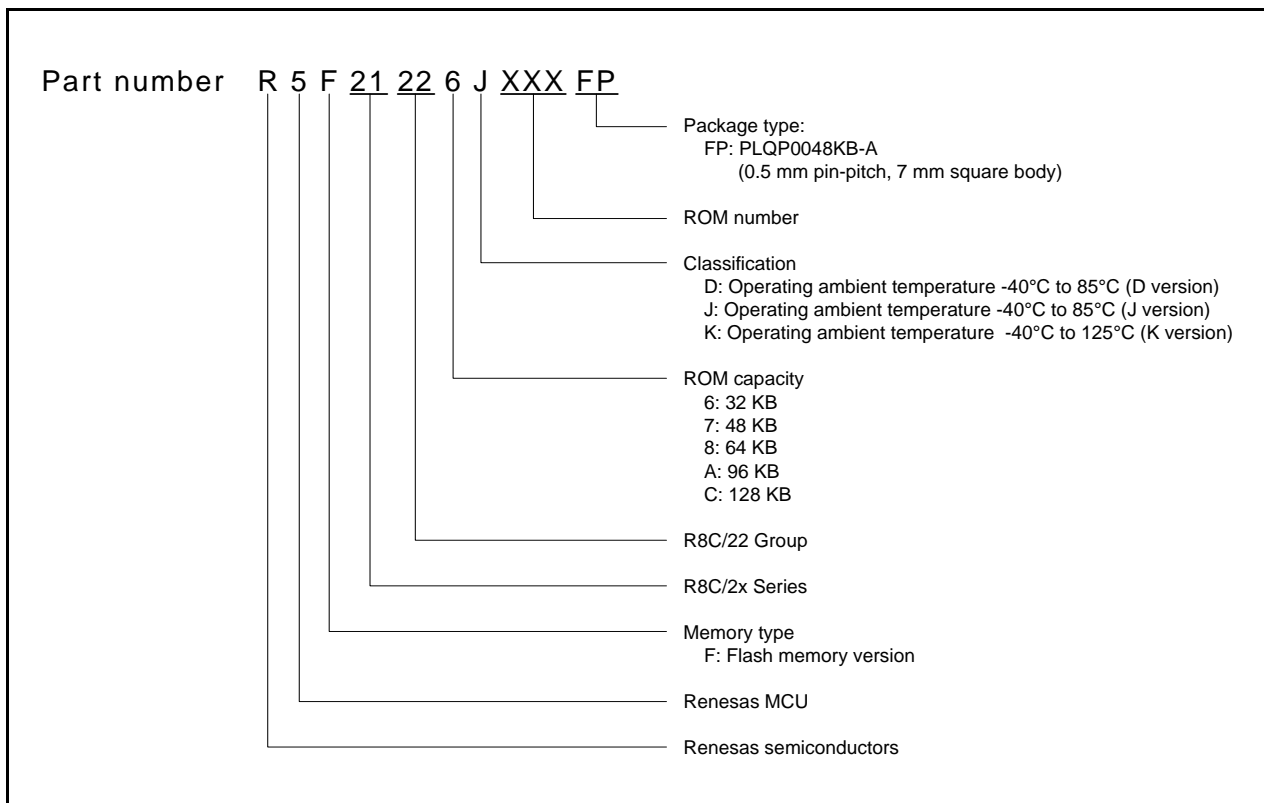 Part number R 5 F 21 22 6 J XXX FP
Package type:
FP: PLQP0048KB-A
(0.5 mm pin-pitch, 7 mm square body)
ROM number
Classification
D: Operating ambient temperature -40°C to 85°C (D version)
J: Operating ambient temperature -40°C to 85°C (J version)
K: Operating ambient temperature -40°C to 125°C (K version)
ROM capacity
6: 32 KB
7: 48 KB
8: 64 KB
A: 96 KB
C: 128 KB
R8C/22 Group
R8C/2x Series
Memory type
F: Flash memory version
Renesas MCU
Renesas semiconductors